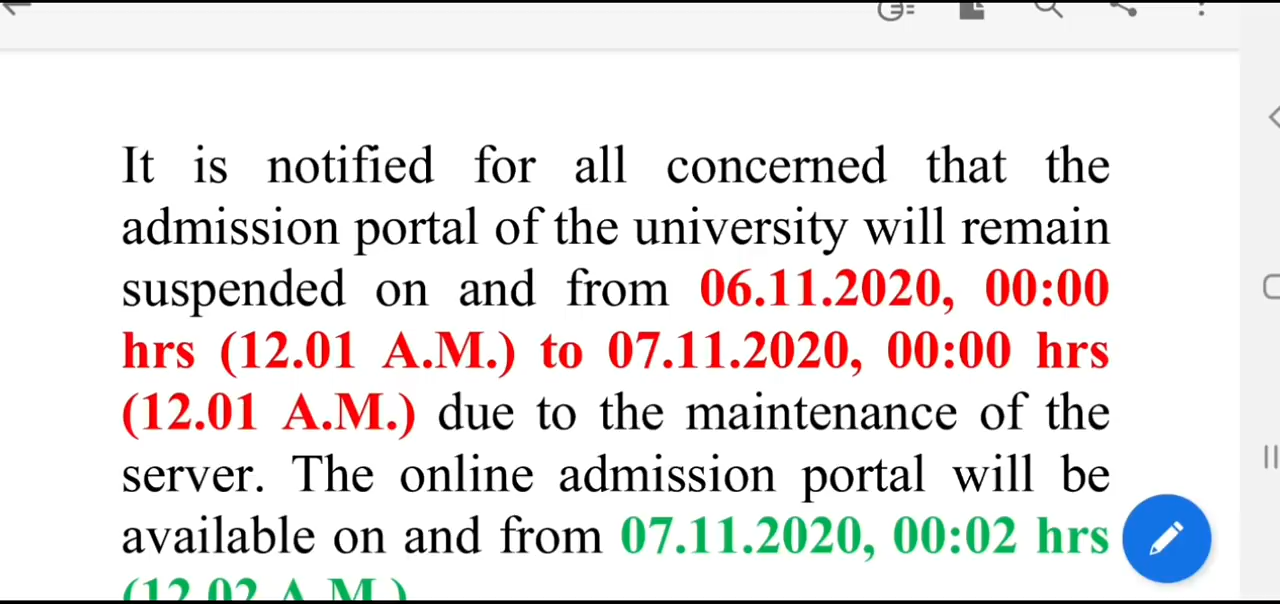 It is notified for all concerned that the
admission portal of the university will remain
suspended on and from 06.11.2020, 00:00
hrs (12.01 A.M.) to 07.11.2020, 00:00 hrs
(12.01 A.M.) due to the maintenance of the
server. The online admission portal will be
available on and from 07.11.2020, 00:02 hrs
(12.02 A.M.)